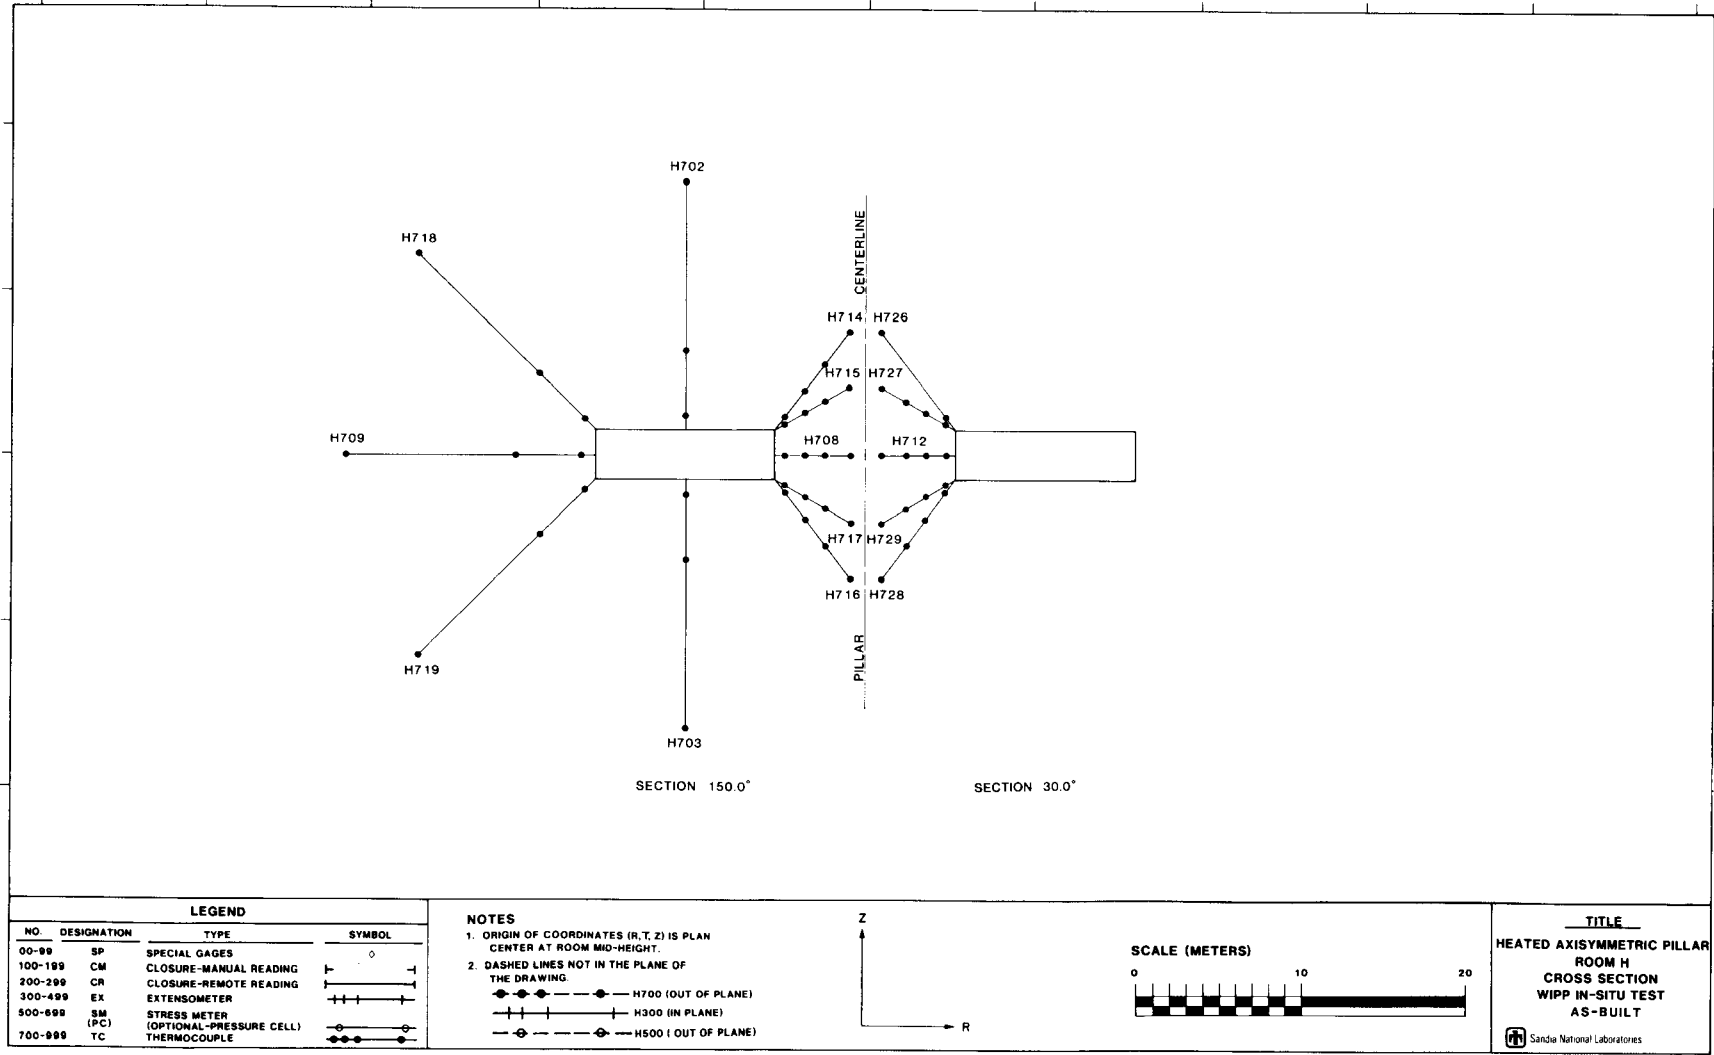 H702
H718
CENTERLINE
H714 H726
H715 H727
H709
H708
H712
H717 H729
H716 H728
PILLAR
H719
H703
SECTION 150.0°
SECTION 30.0°
LEGEND
NO. DESIGNATION TYPE SYMBOL
00-99 SP SPECIAL GAGES
100-199 CM CLOSURE-MANUAL READING
200-299 CR CLOSURE-REMOTE READING
300-499 EX EXTENSOMETER
500-699 SM STRESS METER
(PC) (OPTIONAL-PRESSURE CELL)
700-999 TC THERMOCOUPLE
NOTES
1. ORIGIN OF COORDINATES (R,T, Z) IS PLAN
CENTER AT ROOM MID-HEIGHT.
2. DASHED LINES NOT IN THE PLANE OF
THE DRAWING.
H700 (OUT OF PLANE)
H300 (IN PLANE)
H500 ( OUT OF PLANE)
Z
R
SCALE (METERS)
0 10 20
TITLE
HEATED AXISYMMETRIC PILLAR
ROOM H
CROSS SECTION
WIPP IN-SITU TEST
AS-BUILT
Sandia National Laboratories